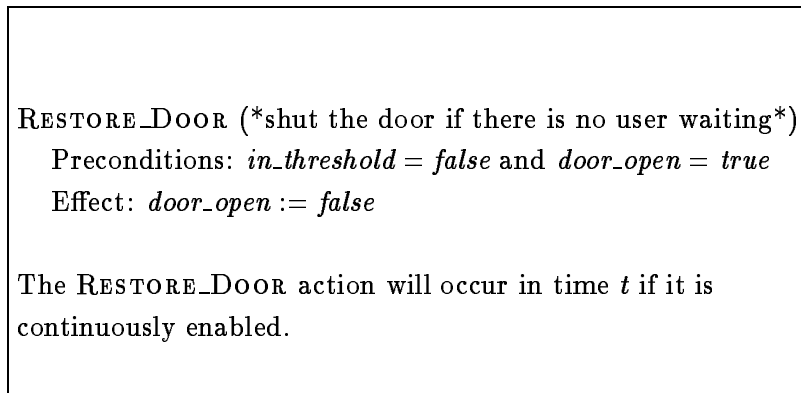 RESTORE_DOOR (*shut the door if there is no user waiting*)
Preconditions: in_threshold = false and door_open = true
Effect: door_open := false
The RESTORE_DOOR action will occur in time t if it is
continuously enabled.